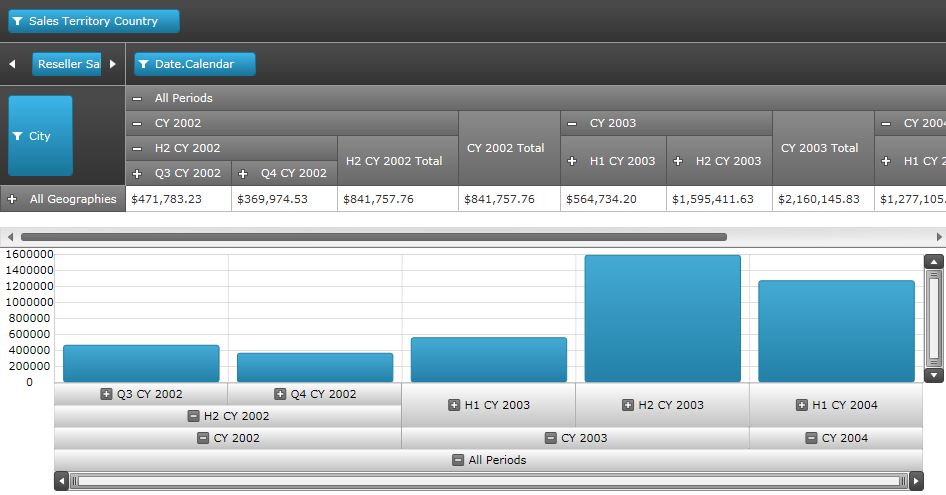 Sales Territory Country
Reseller Sa
Date.Calendar
City
All Periods
CY 2002
CY 2002 Total
CY 2003
CY 2003 Total
CY 2004
H2 CY 2002
H2 CY 2002 Total
H1 CY 2003
H2 CY 2003
H1 CY 2
Q3 CY 2002
Q4 CY 2002
All Geographies $471,783.23 $369,974.53 $841,757.76 $841,757.76 $564,734.20 $1,595,411.63 $2,160,145.83 $1,277,105.
1600000
1400000
1200000
1000000
800000
600000
400000
200000
0
Q3 CY 2002 Q4 CY 2002
H1 CY 2003 H2 CY 2003 H1 CY 2004
H2 CY 2002
CY 2002 CY 2003 CY 2004
All Periods